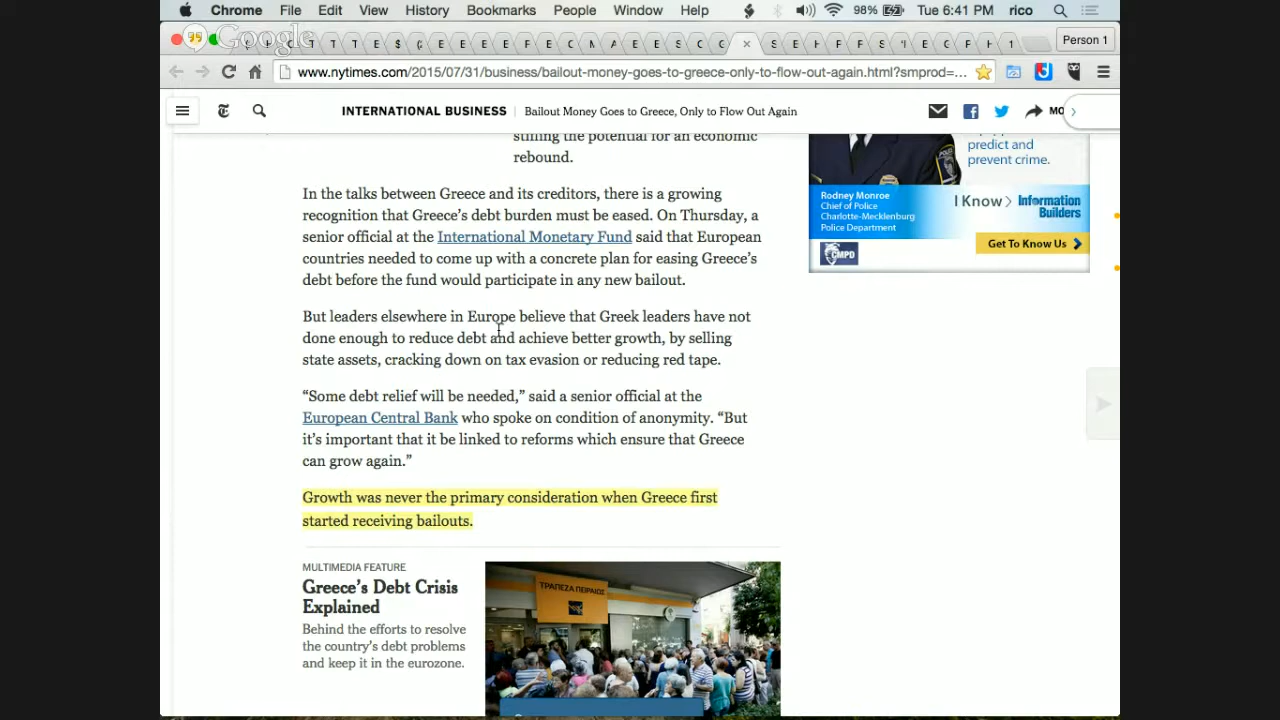 Chrome File Edit View History Bookmarks People Window Help 98% Tue 6:41 PM rico
Google
T T T E $ E E E E F E C M A E E S C C × S E H F F S E G F H 1 Person 1
www.nytimes.com/2015/07/31/business/bailout-money-goes-to-greece-only-to-flow-out-again.html?smprod=...
INTERNATIONAL BUSINESS | Bailout Money Goes to Greece, Only to Flow Out Again MO
stifling the potential for an economic
rebound.
In the talks between Greece and its creditors, there is a growing
recognition that Greece's debt burden must be eased. On Thursday, a
senior official at the International Monetary Fund said that European
countries needed to come up with a concrete plan for easing Greece's
debt before the fund would participate in any new bailout.
But leaders elsewhere in Europe believe that Greek leaders have not
done enough to reduce debt and achieve better growth, by selling
state assets, cracking down on tax evasion or reducing red tape.
“Some debt relief will be needed,” said a senior official at the
European Central Bank who spoke on condition of anonymity. “But
it's important that it be linked to reforms which ensure that Greece
can grow again.”
Growth was never the primary consideration when Greece first
started receiving bailouts.
MULTIMEDIA FEATURE
Greece's Debt Crisis
Explained
Behind the efforts to resolve
the country's debt problems
and keep it in the eurozone.
ΤΡΑΠΕΖΑ ΠΕΙΡΑΙΩΣ
predict and
prevent crime.
Rodney Monroe
Chief of Police
Charlotte-Mecklenburg
Police Department
I Know > Information
Builders
Get To Know Us
CMPD